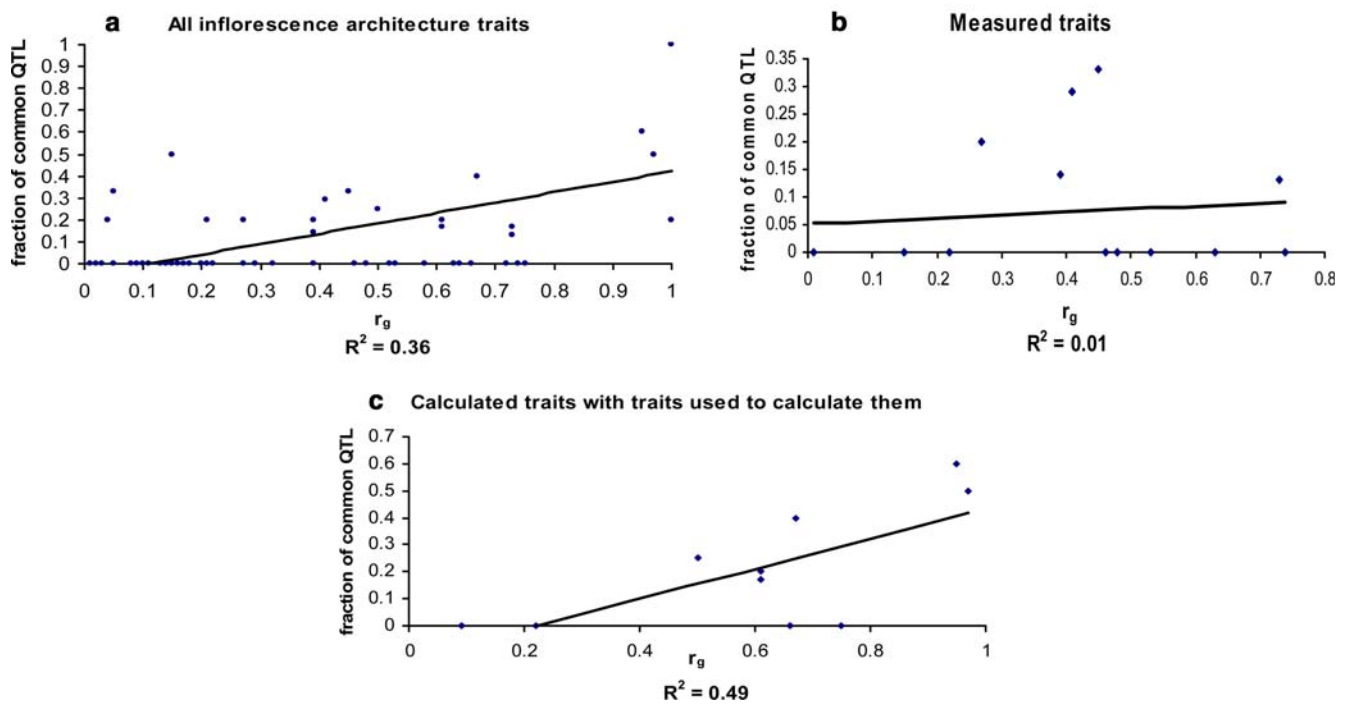 a All inflorescence architecture traits
fraction of common QTL
1
0.9
0.8
0.7
0.6
0.5
0.4
0.3
0.2
0.1
0
0 0.1 0.2 0.3 0.4 0.5 0.6 0.7 0.8 0.9 1
rg
R² = 0.36
b Measured traits
fraction of common QTL
0.35
0.3
0.25
0.2
0.15
0.1
0.05
0
0 0.1 0.2 0.3 0.4 0.5 0.6 0.7 0.8
rg
R² = 0.01
c Calculated traits with traits used to calculate them
fraction of common QTL
0.7
0.6
0.5
0.4
0.3
0.2
0.1
0
0 0.2 0.4 0.6 0.8 1
rg
R² = 0.49